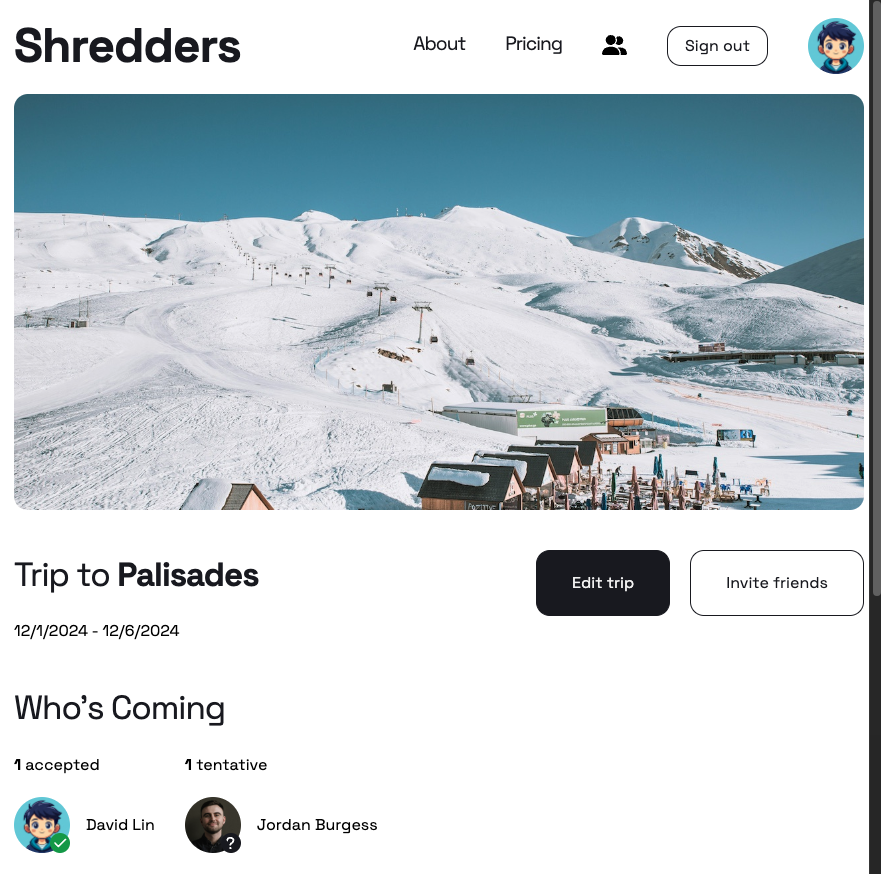 Shredders
About
Pricing
Sign out
Trip to Palisades
Edit trip
Invite friends
12/1/2024 - 12/6/2024
Who's Coming
1 accepted
1 tentative
David Lin
?
Jordan Burgess